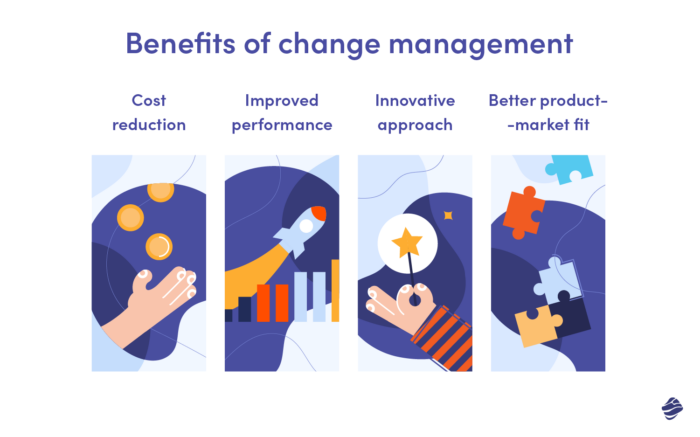 Benefits of change management
Cost
reduction
Improved
performance
Innovative
approach
Better product-
-market fit